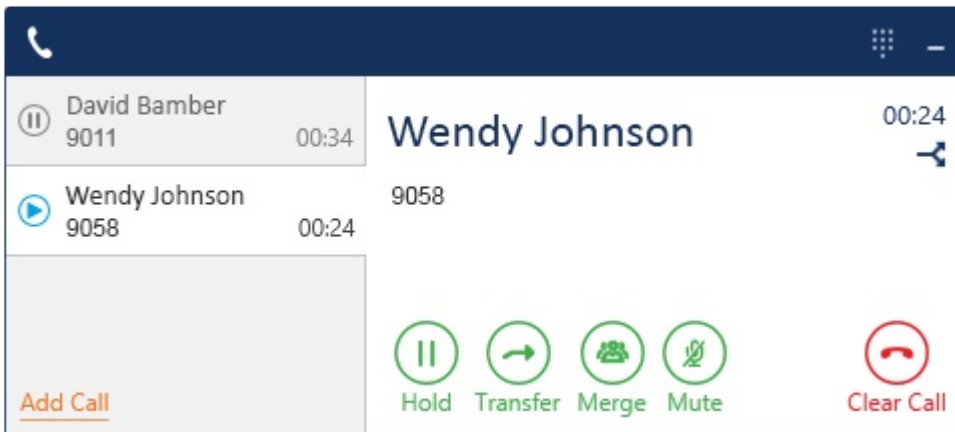 David Bamber
9011 00:34
Wendy Johnson
9058 00:24
Add Call
Wendy Johnson
00:24
9058
Hold Transfer Merge Mute Clear Call